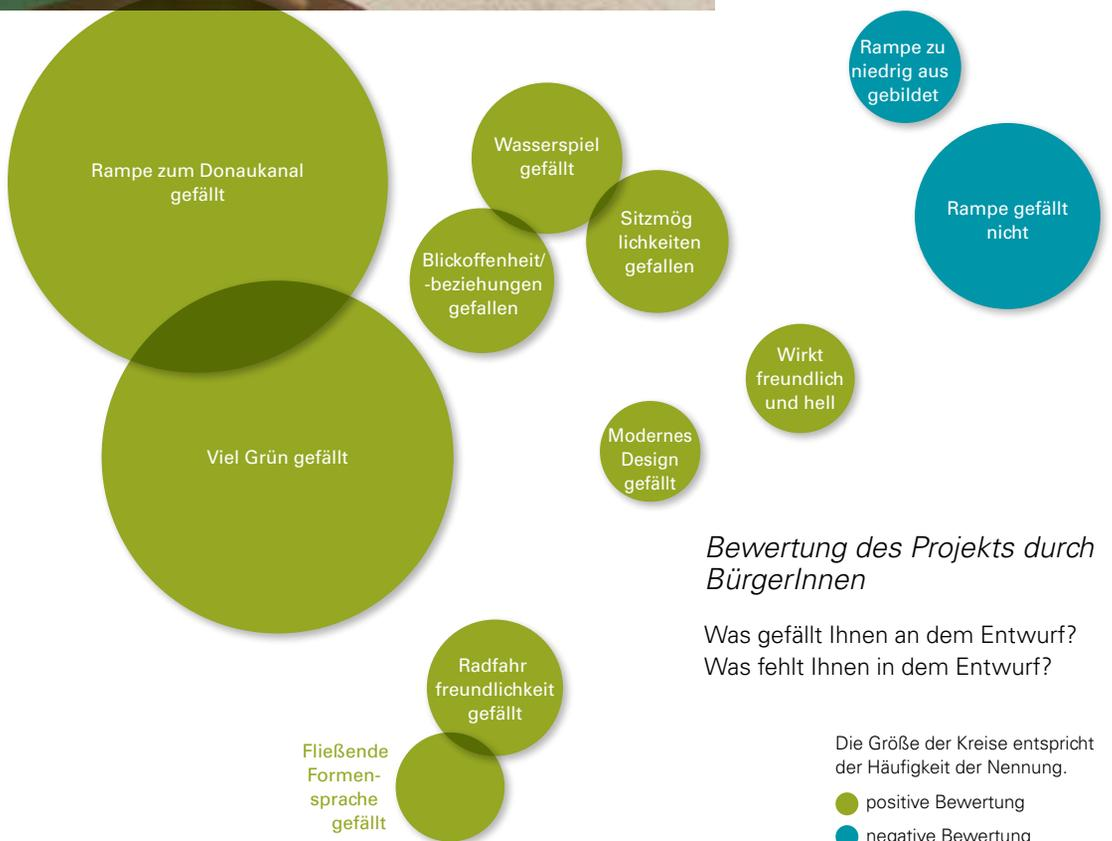 Rampe zum Donaukanal
gefällt
Viel Grün gefällt
Wasserspiel
gefällt
Blickoffenheit/
-beziehungen
gefallen
Sitzmög
lichkeiten
gefallen
Rampe zu
niedrig aus
gebildet
Rampe gefällt
nicht
Wirkt
freundlich
und hell
Modernes
Design
gefällt
Radfahr
freundlichkeit
gefällt
Fließende
Formen-
sprache
gefällt
Bewertung des Projekts durch
BürgerInnen
Was gefällt Ihnen an dem Entwurf?
Was fehlt Ihnen in dem Entwurf?
Die Größe der Kreise entspricht
der Häufigkeit der Nennung.
positive Bewertung
negative Bewertung